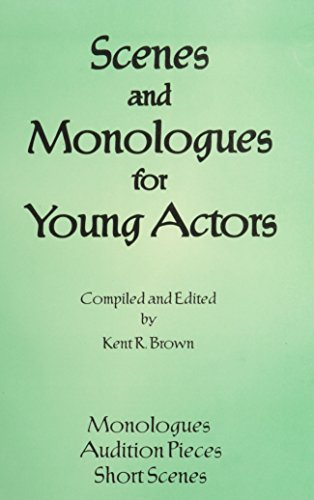 Scenes
and
Monologues
for
Young Actors
Compiled and Edited
by
Kent R. Brown
Monologues
Audition Pieces
Short Scenes